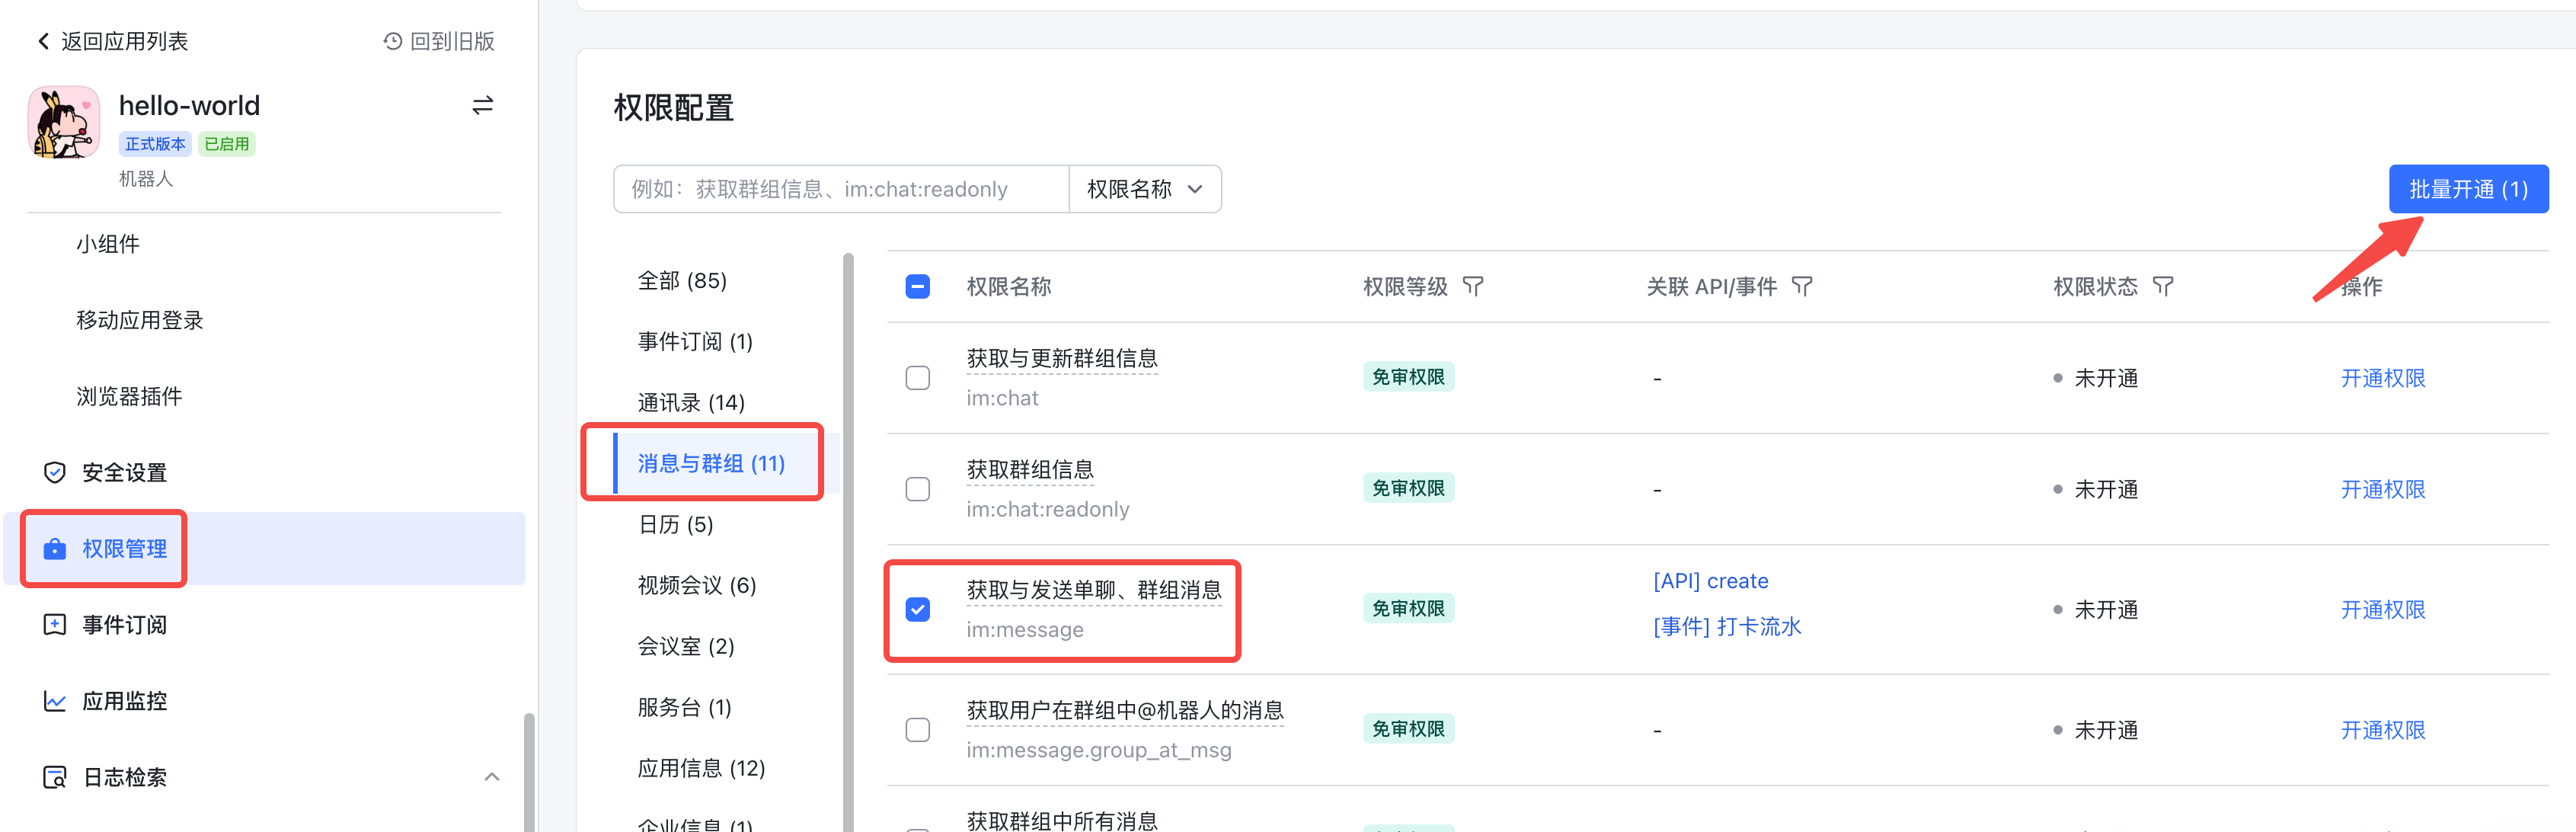 返回应用列表
回到旧版
hello-world
正式版本 已启用
机器人
小组件
移动应用登录
浏览器插件
安全设置
权限管理
事件订阅
应用监控
日志检索
权限配置
例如：获取群组信息、im:chat:readonly
权限名称
批量开通 (1)
全部 (85)
事件订阅 (1)
通讯录 (14)
消息与群组 (11)
日历 (5)
视频会议 (6)
会议室 (2)
服务台 (1)
应用信息 (12)
企业信息 (1)
权限名称 权限等级 关联 API/事件 权限状态 操作
获取与更新群组信息
im:chat
免审权限 - 未开通 开通权限
获取群组信息
im:chat:readonly
免审权限 - 未开通 开通权限
获取与发送单聊、群组消息
im:message
免审权限
[API] create
[事件] 打卡流水
未开通 开通权限
获取用户在群组中@机器人的消息
im:message.group_at_msg
免审权限 - 未开通 开通权限
获取群组中所有消息